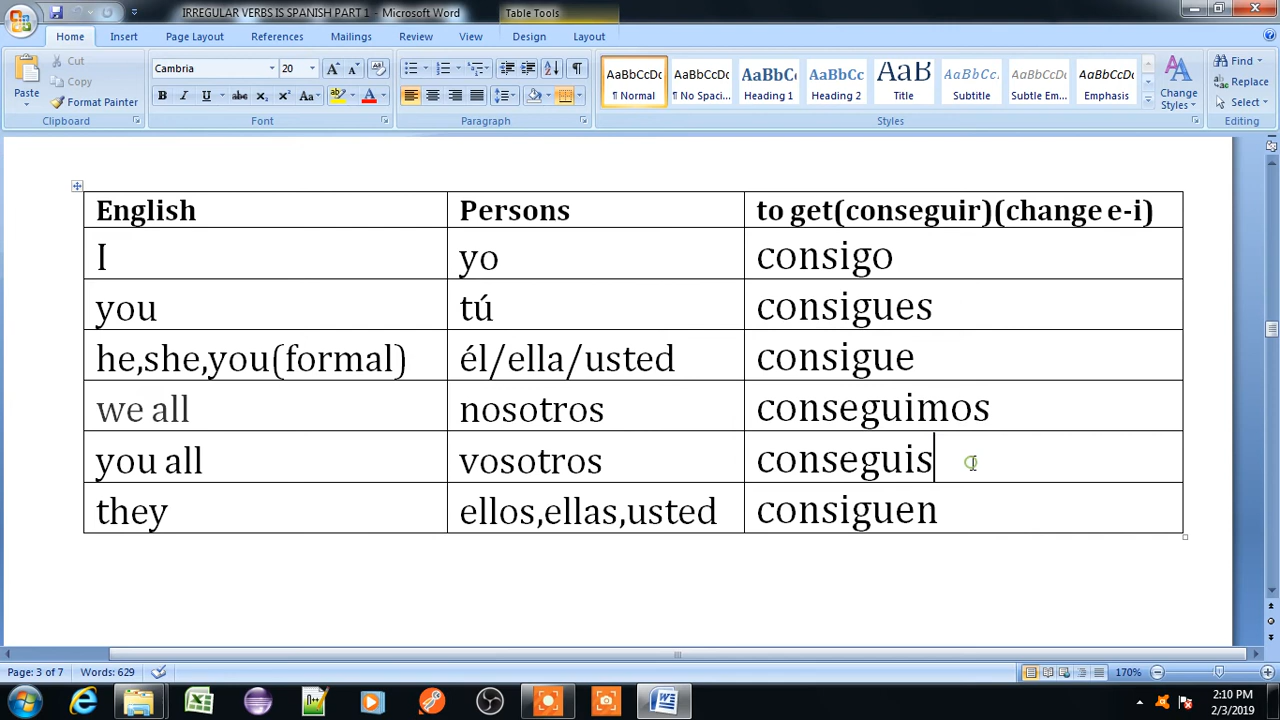 IRREGULAR VERBS IS SPANISH PART 1 - Microsoft Word
Table Tools
Home Insert Page Layout References Mailings Review View Design Layout
Paste
Cut
Copy
Format Painter
Clipboard
Cambria 20
B I U abc x₂ x² Aa
Font
Paragraph
AaBbCcDc AaBbCcDc AaBbC AaBbCc AaB AaBbCc. AaBbCcDc AaBbCcDc
¶ Normal ¶ No Spaci... Heading 1 Heading 2 Title Subtitle Subtle Em... Emphasis
Change Styles
Styles
Find
Replace
Select
Editing
English Persons to get(conseguir)(change e-i)
I yo consigo
you tú consigues
he,she,you(formal) él/ella/usted consigue
we all nosotros conseguimos
you all vosotros conseguis
they ellos,ellas,usted consiguen
Page: 3 of 7 Words: 629 170%
2:10 PM
2/3/2019